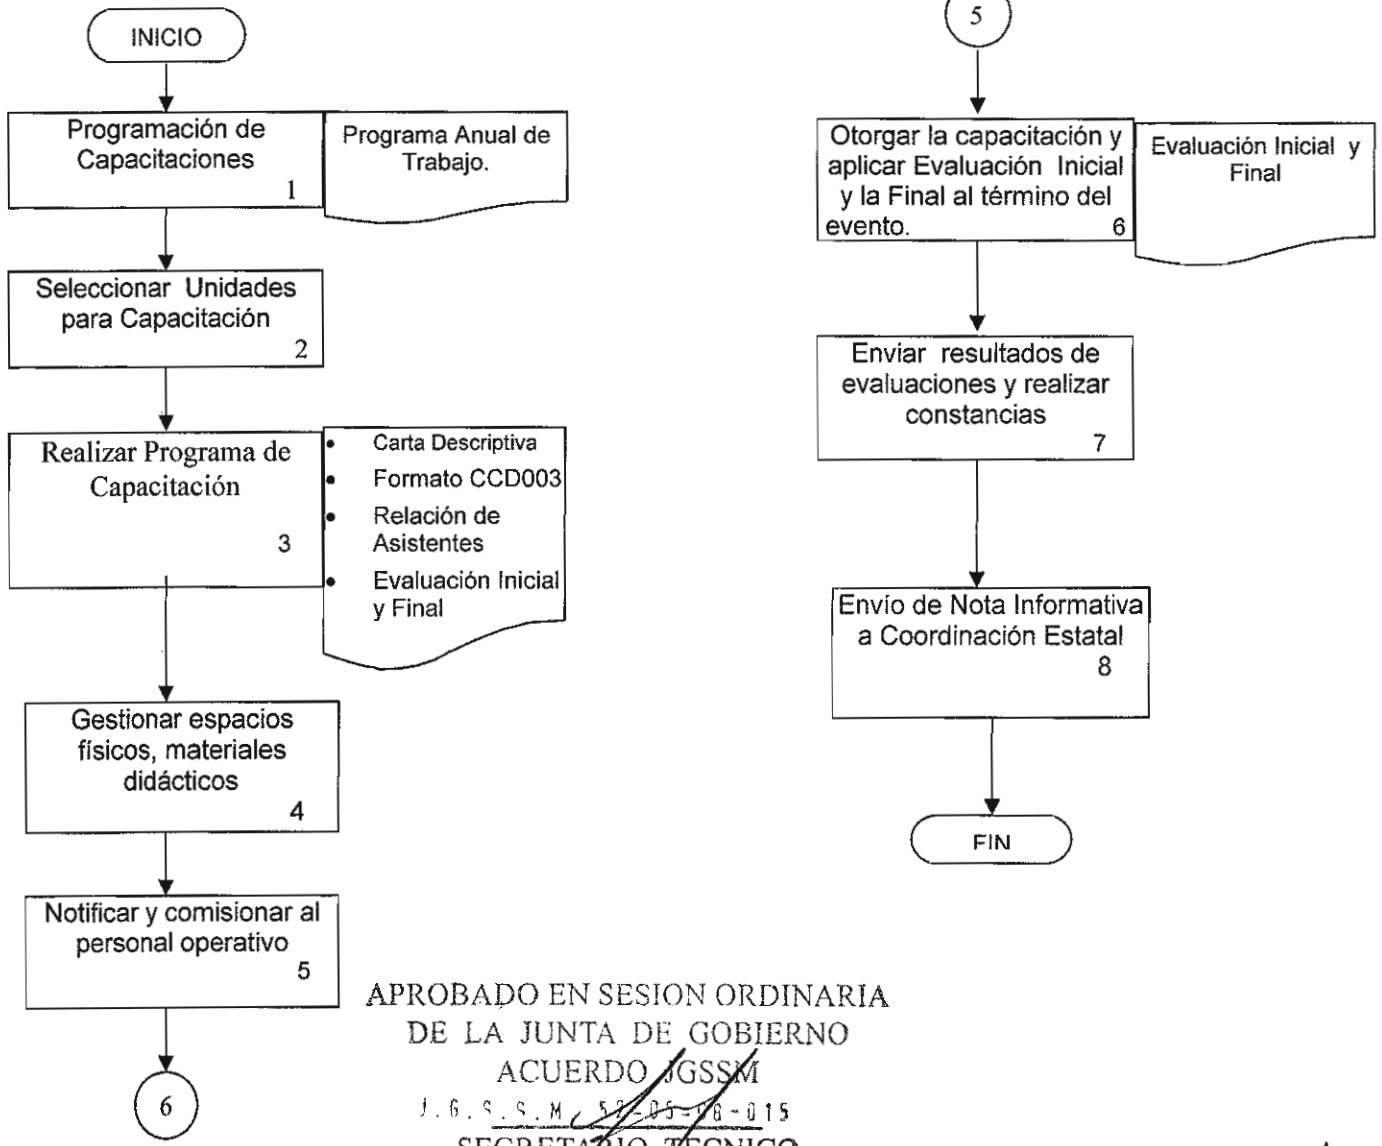 INICIO
Programación de
Capacitaciones
1
Programa Anual de
Trabajo.
Seleccionar Unidades
para Capacitación
2
Realizar Programa de
Capacitación
3
• Carta Descriptiva
• Formato CCD003
• Relación de
Asistentes
• Evaluación Inicial
y Final
Gestionar espacios
físicos, materiales
didácticos
4
Notificar y comisionar al
personal operativo
5
6
5
Otorgar la capacitación y
aplicar Evaluación Inicial
y la Final al término del
evento. 6
Evaluación Inicial y
Final
Enviar resultados de
evaluaciones y realizar
constancias
7
Envío de Nota Informativa
a Coordinación Estatal
8
FIN
APROBADO EN SESION ORDINARIA
DE LA JUNTA DE GOBIERNO
ACUERDO JGSSM
J.G.S.S.M. 52-05-08-015
SECRETARIO TECNICO